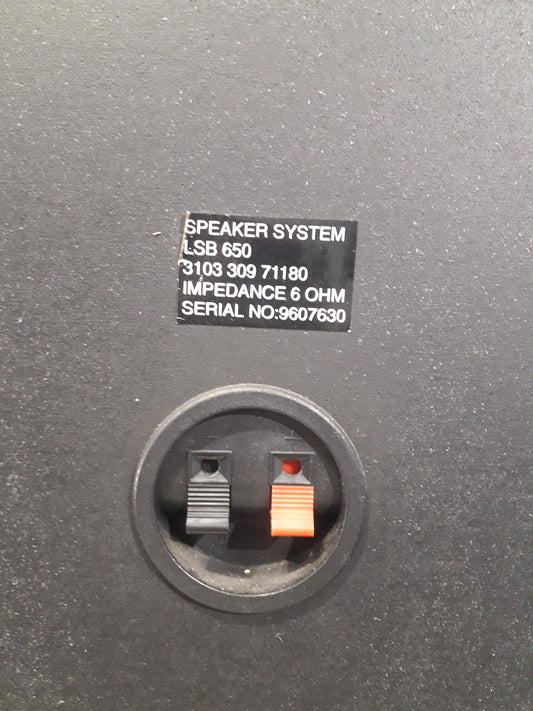 SPEAKER SYSTEM
LSB 650
3103 309 71180
IMPEDANCE 6 OHM
SERIAL NO:9607630